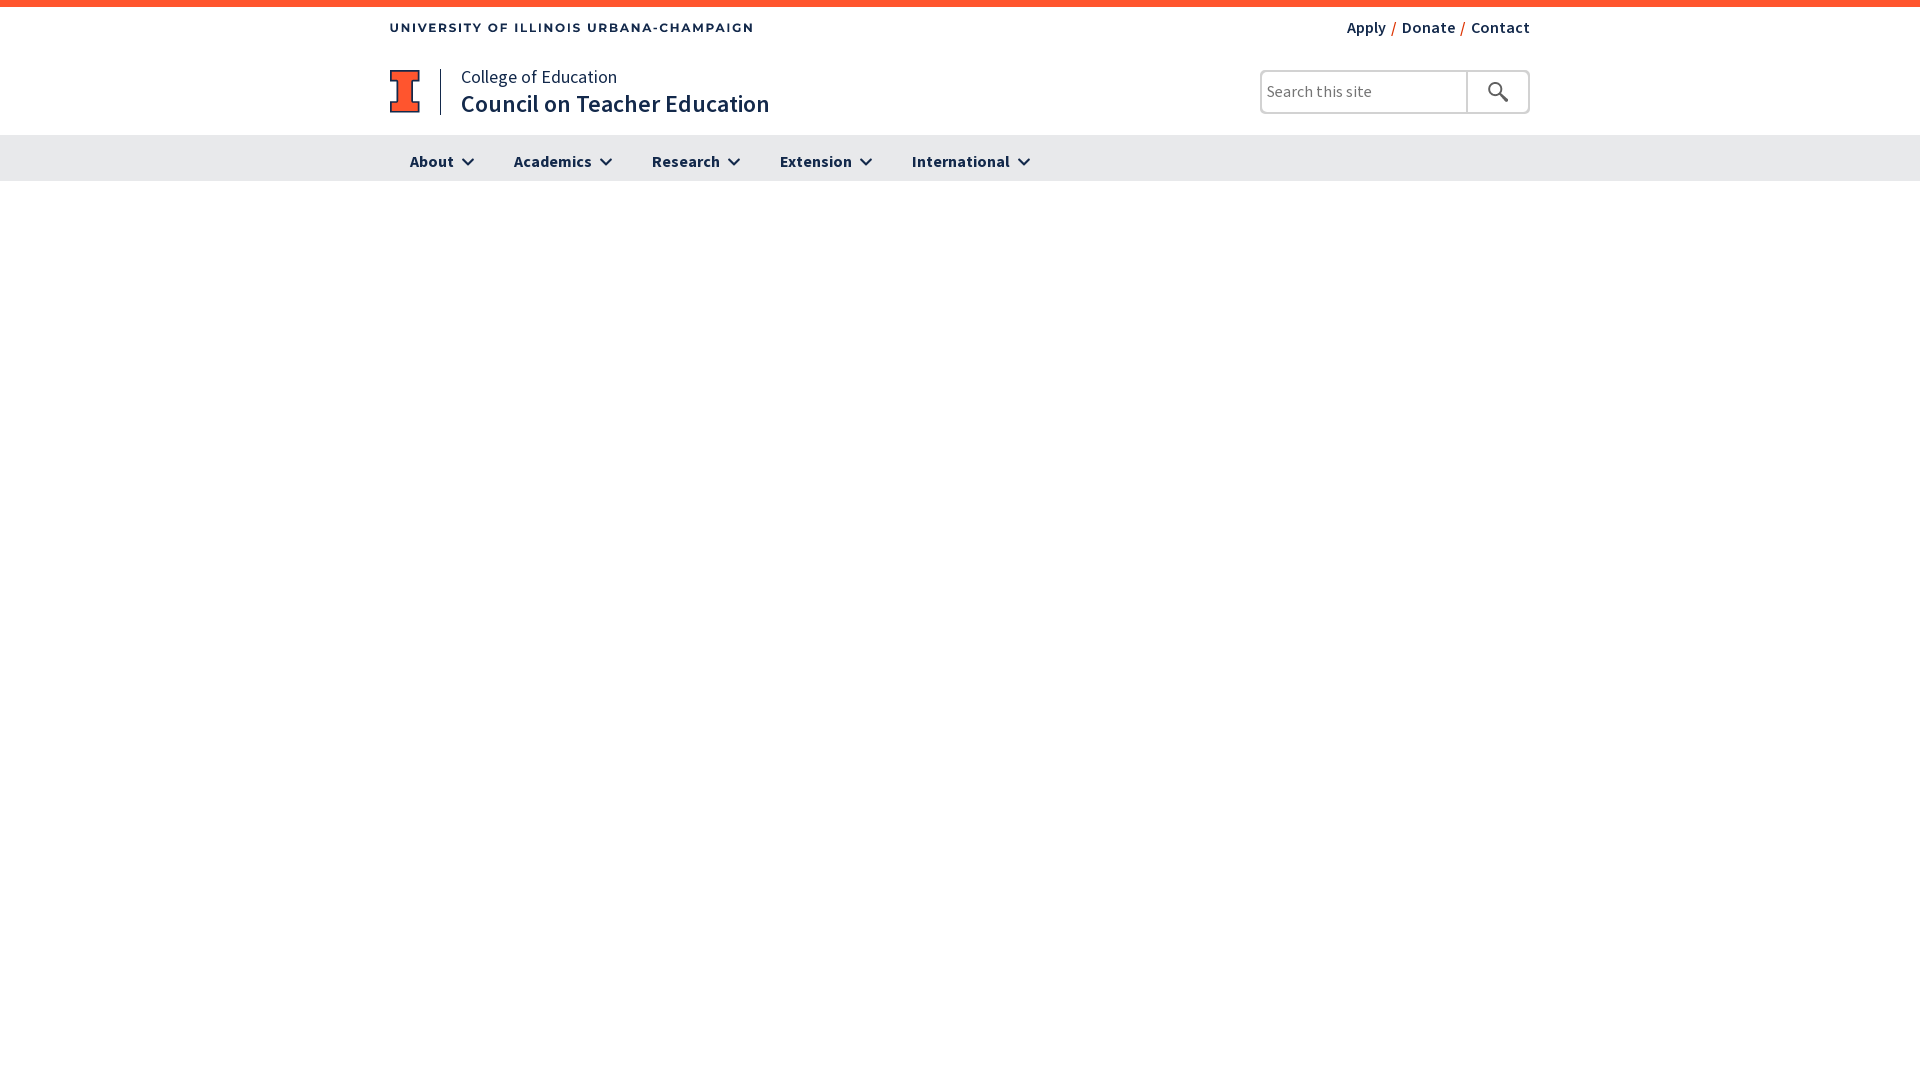 UNIVERSITY OF ILLINOIS URBANA-CHAMPAIGN
Apply / Donate / Contact
College of Education
Council on Teacher Education
Search this site
About Academics Research Extension International